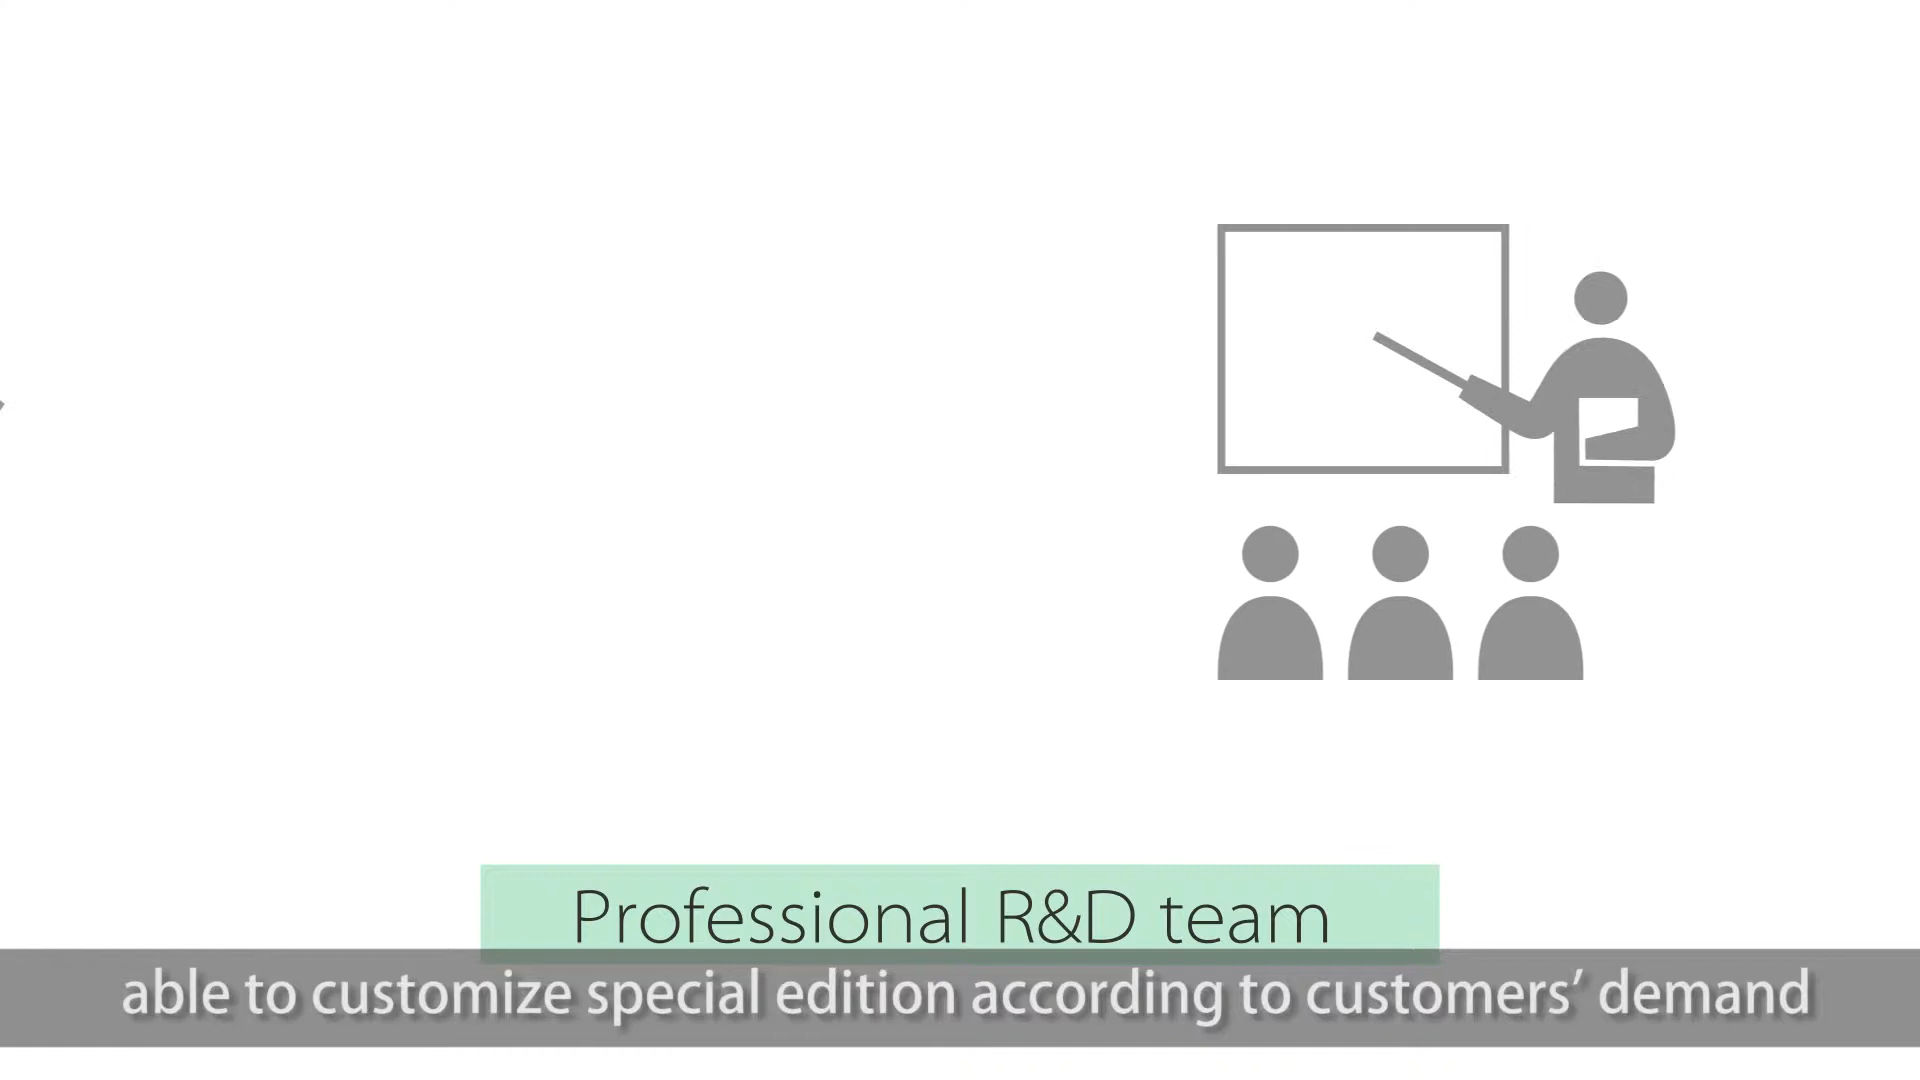 Professional R&D team
able to customize special edition according to customers’ demand